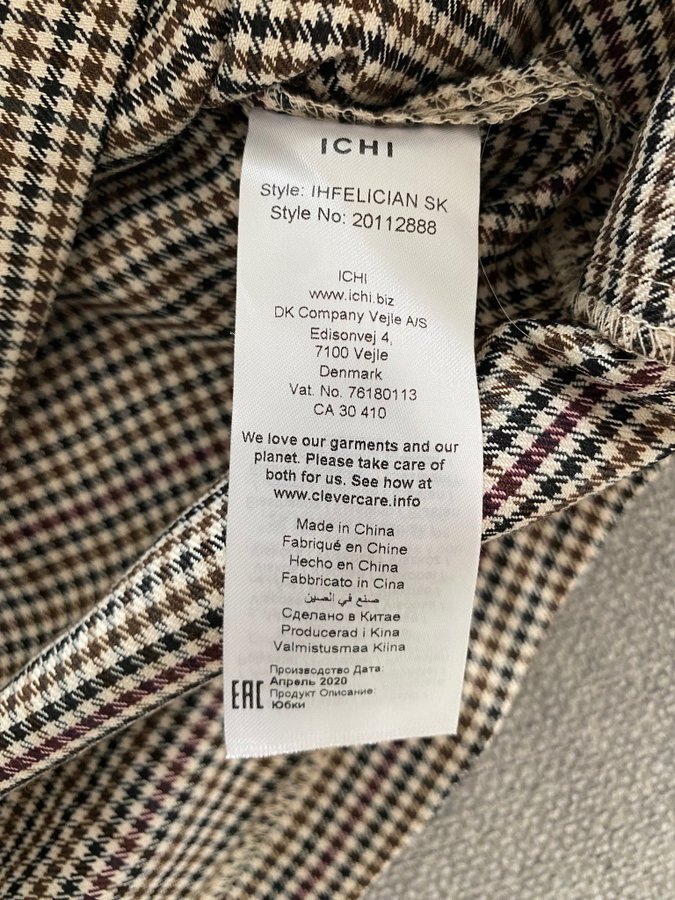 ICHI
Style: IHFELICIAN SK
Style No: 20112888
ICHI
www.ichi.biz
DK Company Vejle A/S
Edisonvej 4,
7100 Vejle
Denmark
Vat. No. 76180113
CA 30 410
We love our garments and our
planet. Please take care of
both for us. See how at
www.clevercare.info
Made in China
Fabriqué en Chine
Hecho en China
Fabbricato in Cina
صنع في الصين
Сделано в Китае
Producerad i Kina
Valmistusmaa Kiina
Производство Дата:
Апрель 2020
Продукт Описание:
Юбки
EAC